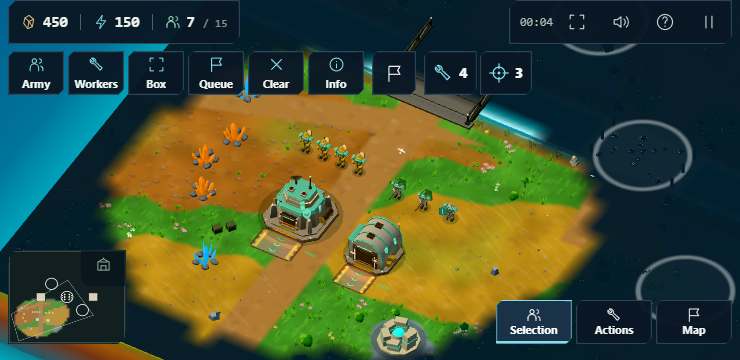 450 150 7 / 15 00:04
Army Workers Box Queue Clear Info 4 3
Selection Actions Map